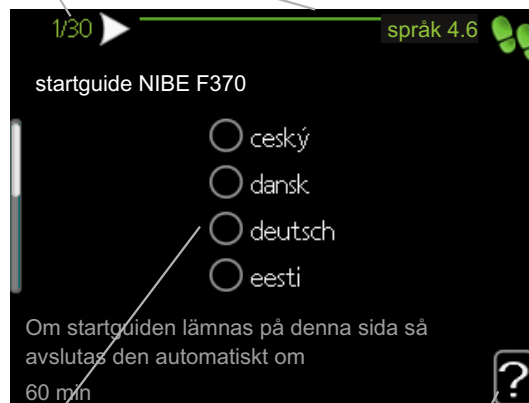 1/30
språk 4.6
startguide NIBE F370
ceský
dansk
deutsch
eesti
Om startguiden lämnas på denna sida så
avslutas den automatiskt om
60 min
?